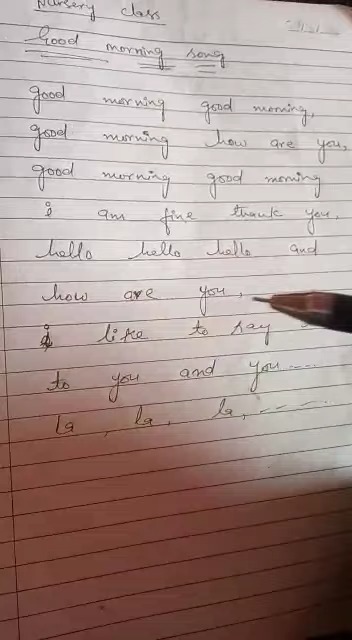 Nursery class
Good morning song
good morning good morning,
good morning how are you,
good morning good morning
i am fine thank you,
hello hello hello and
how are you,
i like to say
to you and you ---
la, la, la, ----